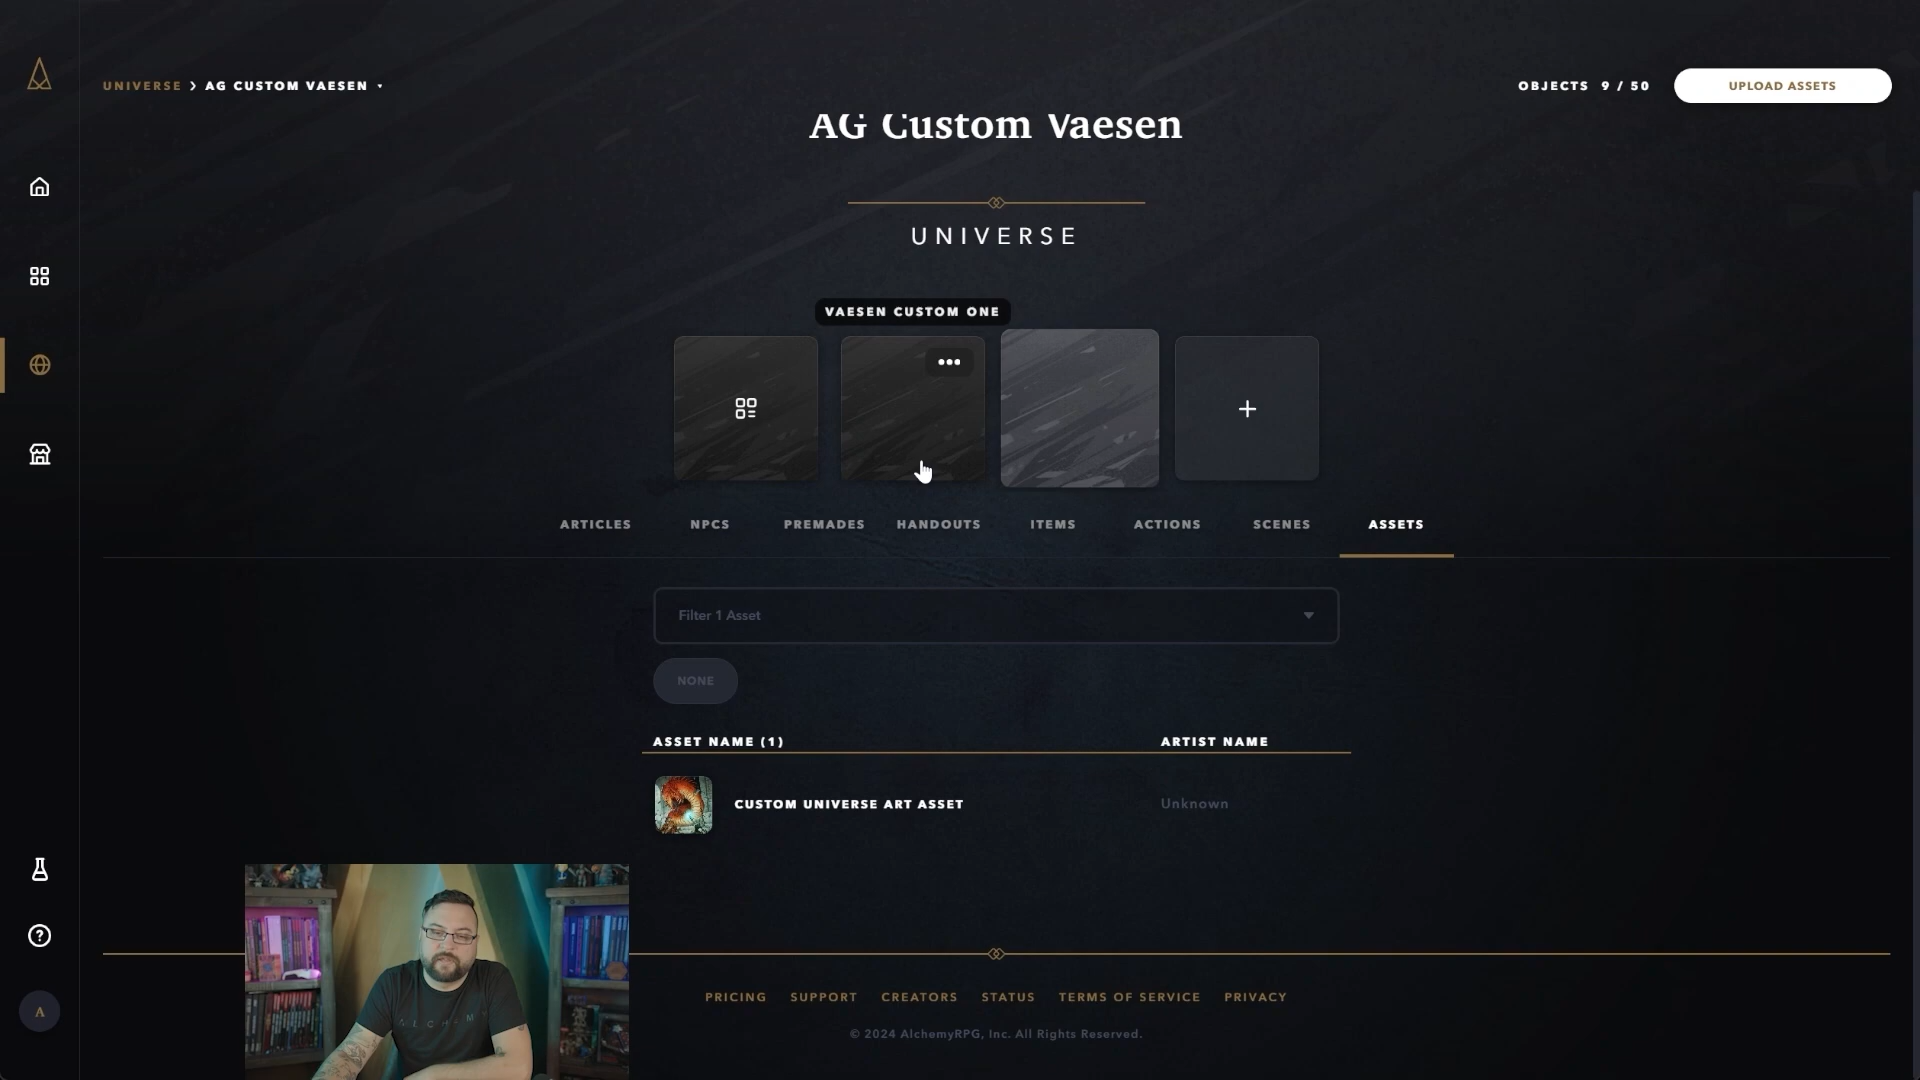 UNIVERSE > AG CUSTOM VAESEN
OBJECTS 9 / 50
UPLOAD ASSETS
AG Custom Vaesen
UNIVERSE
VAESEN CUSTOM ONE
ARTICLES NPCS PREMADES HANDOUTS ITEMS ACTIONS SCENES ASSETS
Filter 1 Asset
NONE
ASSET NAME (1) ARTIST NAME
CUSTOM UNIVERSE ART ASSET Unknown
A
ALCHEMY
PRICING SUPPORT CREATORS STATUS TERMS OF SERVICE PRIVACY
© 2024 AlchemyRPG, Inc. All Rights Reserved.